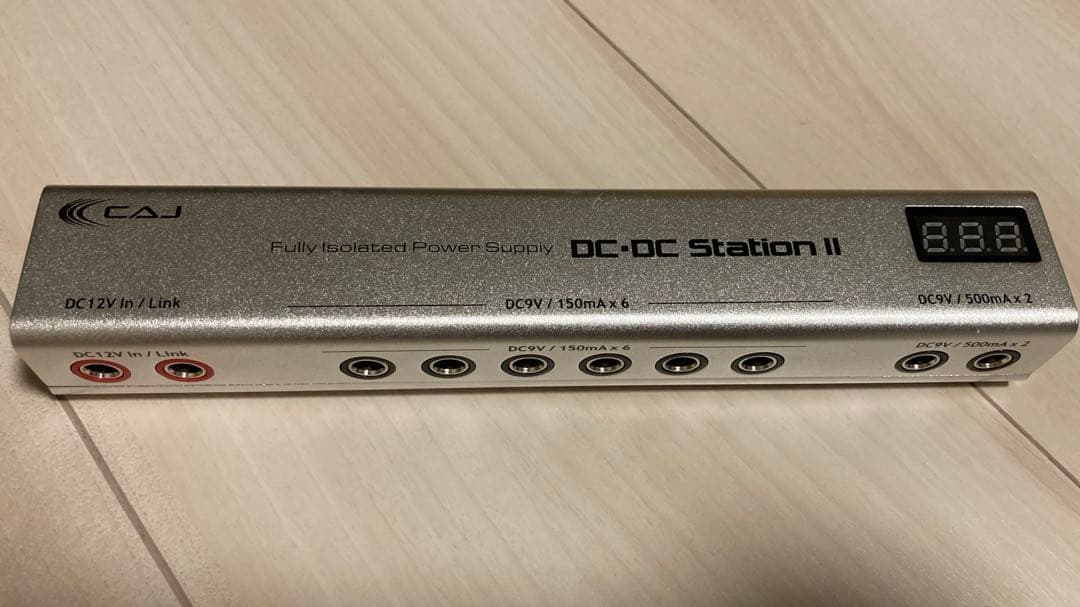 CAJ
Fully Isolated Power Supply DC·DC Station II
DC12V In / Link
DC9V / 150mA x 6
DC9V / 500mA x 2
DC12V In / Link
DC9V / 150mA x 6
DC9V / 500mA x 2